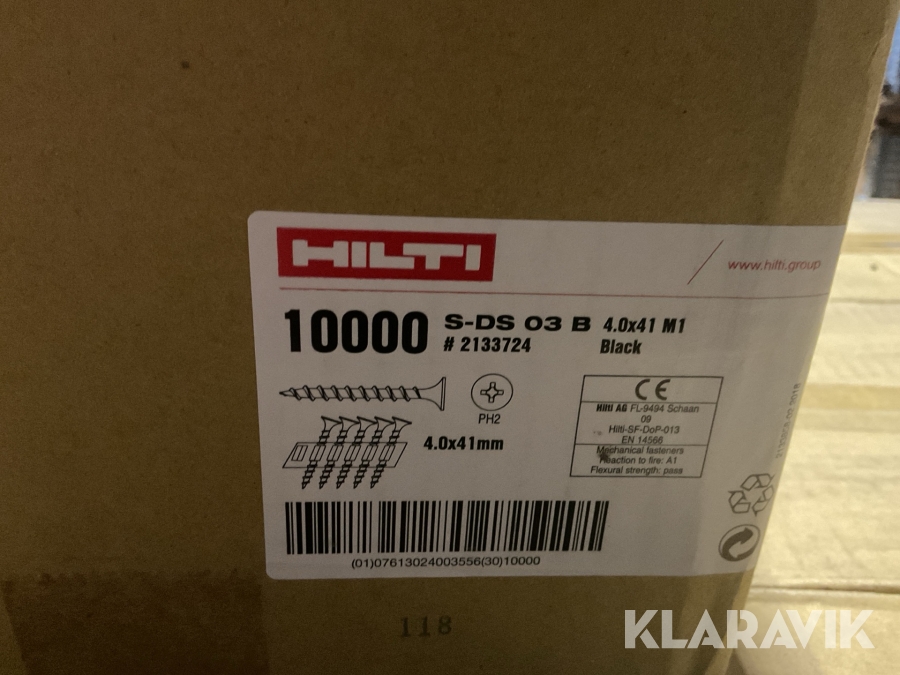 HILTI
www.hilti.group
10000 S-DS 03 B 4.0x41 M1
# 2133724 Black
PH2
4.0x41mm
CE
Hilti AG FL-9494 Schaan
09
Hilti-SF-DoP-013
EN 14566
Mechanical fasteners
Reaction to fire: A1
Flexural strength: pass
(01)07613024003556(30)10000
118
KLARAVIK